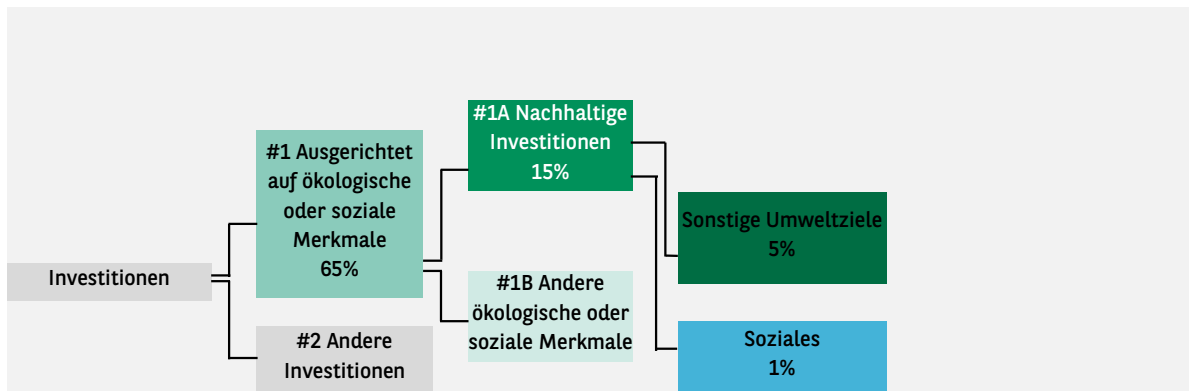 Investitionen
#1 Ausgerichtet
auf ökologische
oder soziale
Merkmale
65%
#2 Andere
Investitionen
#1A Nachhaltige
Investitionen
15%
#1B Andere
ökologische oder
soziale Merkmale
Sonstige Umweltziele
5%
Soziales
1%